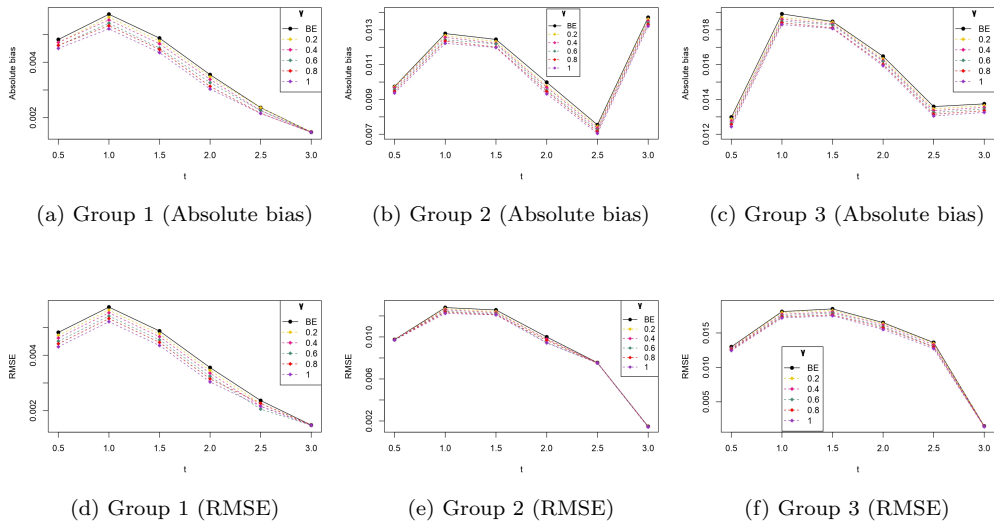 γ
BE
0.2
0.4
0.6
0.8
1
Absolute bias
0.002
0.004
0.5
1.0
1.5
2.0
2.5
3.0
t
(a) Group 1 (Absolute bias)
γ
BE
0.2
0.4
0.6
0.8
1
Absolute bias
0.007
0.009
0.011
0.013
0.5
1.0
1.5
2.0
2.5
3.0
t
(b) Group 2 (Absolute bias)
γ
BE
0.2
0.4
0.6
0.8
1
Absolute bias
0.012
0.014
0.016
0.018
0.5
1.0
1.5
2.0
2.5
3.0
t
(c) Group 3 (Absolute bias)
γ
BE
0.2
0.4
0.6
0.8
1
RMSE
0.002
0.004
0.5
1.0
1.5
2.0
2.5
3.0
t
(d) Group 1 (RMSE)
γ
BE
0.2
0.4
0.6
0.8
1
RMSE
0.002
0.006
0.010
0.5
1.0
1.5
2.0
2.5
3.0
t
(e) Group 2 (RMSE)
γ
BE
0.2
0.4
0.6
0.8
1
RMSE
0.005
0.010
0.015
0.5
1.0
1.5
2.0
2.5
3.0
t
(f) Group 3 (RMSE)